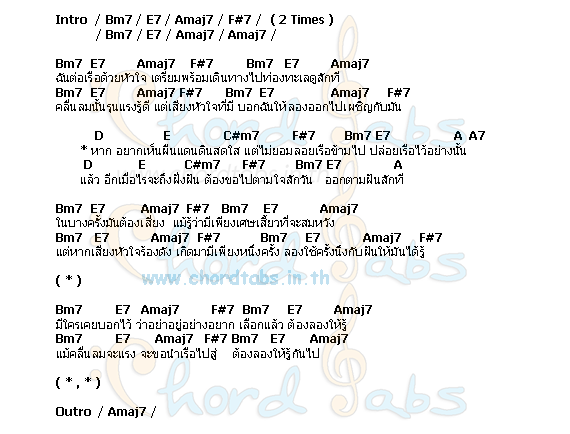 Intro / Bm7 / E7 / Amaj7 / F#7 / ( 2 Times )
/ Bm7 / E7 / Amaj7 / Amaj7 /
Bm7 E7 Amaj7 F#7 Bm7 E7 Amaj7
ฉันต่อเรือด้วยหัวใจ เตรียมพร้อมเดินทางไปท่องทะเลดูสักที
Bm7 E7 Amaj7 F#7 Bm7 E7 Amaj7 F#7
คลื่นลมนั้นรุนแรงรู้ดี แต่เสียงหัวใจที่มี บอกฉันให้ลองออกไปเผชิญกับมัน
D E C#m7 F#7 Bm7 E7 A A7
* หาก อยากเห็นผืนแดนดินสดใส แต่ไม่ยอมลอยเรือข้ามไป ปล่อยเรือไว้อย่างนั้น
D E C#m7 F#7 Bm7 E7 A
แล้ว อีกเมื่อไรจะถึงฝั่งฝัน ต้องขอไปตามใจสักวัน ออกตามฝันสักที
Bm7 E7 Amaj7 F#7 Bm7 E7 Amaj7
ในบางครั้งมันต้องเสี่ยง แม้รู้ว่ามีเพียงเศษเสี้ยวที่จะสมหวัง
Bm7 E7 Amaj7 F#7 Bm7 E7 Amaj7 F#7
แต่หากเสียงหัวใจร้องดัง เกิดมามีเพียงหนึ่งครั้ง ลองใช้ครั้งนึงกับฝันให้มันได้รู้
( * )
www.chordtabs.in.th
Bm7 E7 Amaj7 F#7 Bm7 E7 Amaj7
มีใครเคยบอกไว้ ว่าอย่าอยู่อย่างอยาก เลือกแล้ว ต้องลองให้รู้
Bm7 E7 Amaj7 F#7 Bm7 E7 Amaj7
แม้คลื่นลมจะแรง จะขอนำเรือไปสู่ ต้องลองให้รู้กันไป
( * , * )
Outro / Amaj7 /
Chord Tabs
Chord Tabs
Chord Tabs